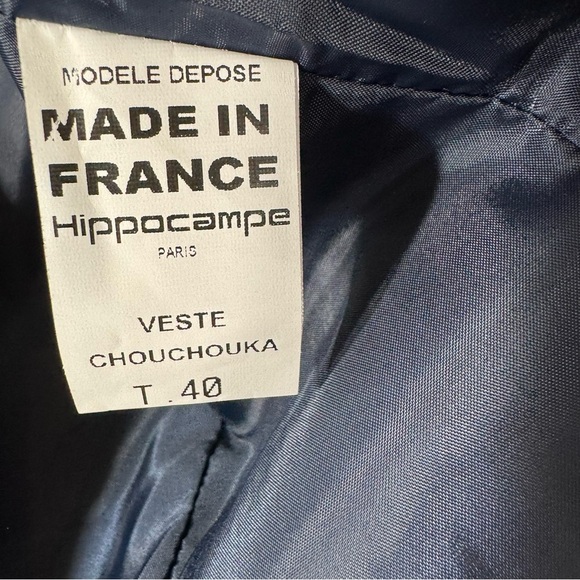 MODELE DEPOSE
MADE IN
FRANCE
Hippocampe
PARIS
VESTE
CHOUCHOUKA
T.40